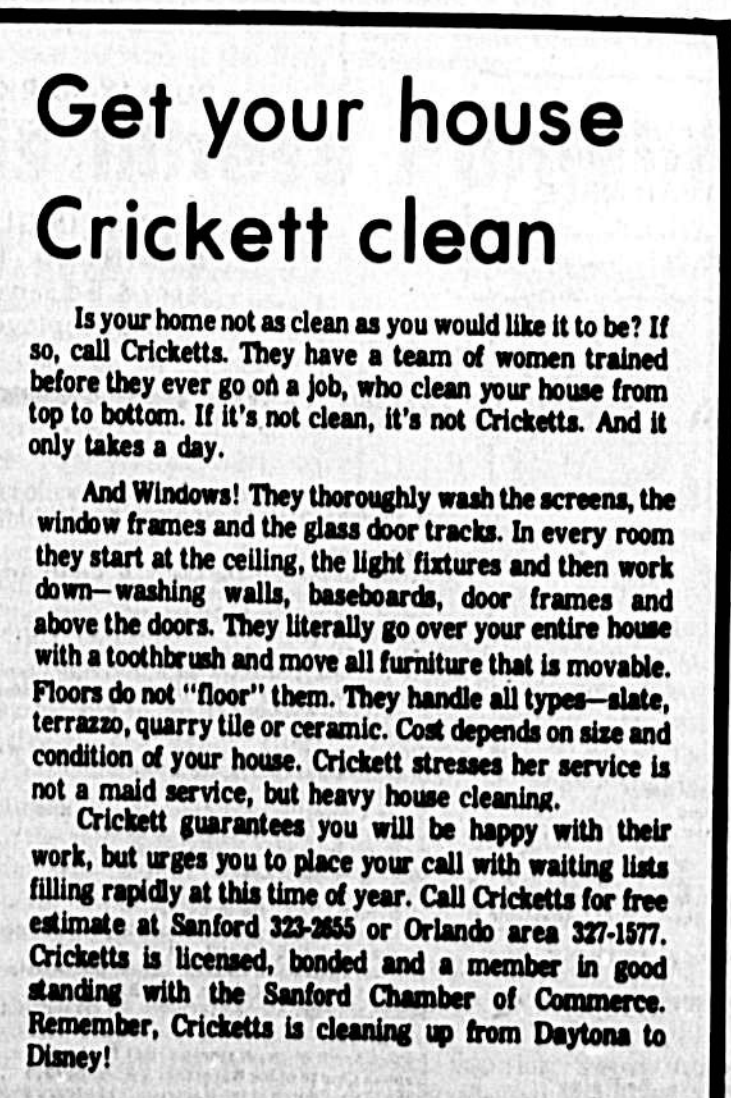 Get your house
Crickett clean
Is your home not as clean as you would like it to be? If
so, call Cricketts. They have a team of women trained
before they ever go on a job, who clean your house from
top to bottom. If it's not clean, it's not Cricketts. And it
only takes a day.
And Windows! They thoroughly wash the screens, the
window frames and the glass door tracks. In every room
they start at the ceiling, the light fixtures and then work
down—washing walls, baseboards, door frames and
above the doors. They literally go over your entire house
with a toothbrush and move all furniture that is movable.
Floors do not "floor" them. They handle all types—slate,
terrazzo, quarry tile or ceramic. Cost depends on size and
condition of your house. Crickett stresses her service is
not a maid service, but heavy house cleaning.
Crickett guarantees you will be happy with their
work, but urges you to place your call with waiting lists
filling rapidly at this time of year. Call Cricketts for free
estimate at Sanford 323-2655 or Orlando area 327-1577.
Cricketts is licensed, bonded and a member in good
standing with the Sanford Chamber of Commerce.
Remember, Cricketts is cleaning up from Daytona to
Disney!